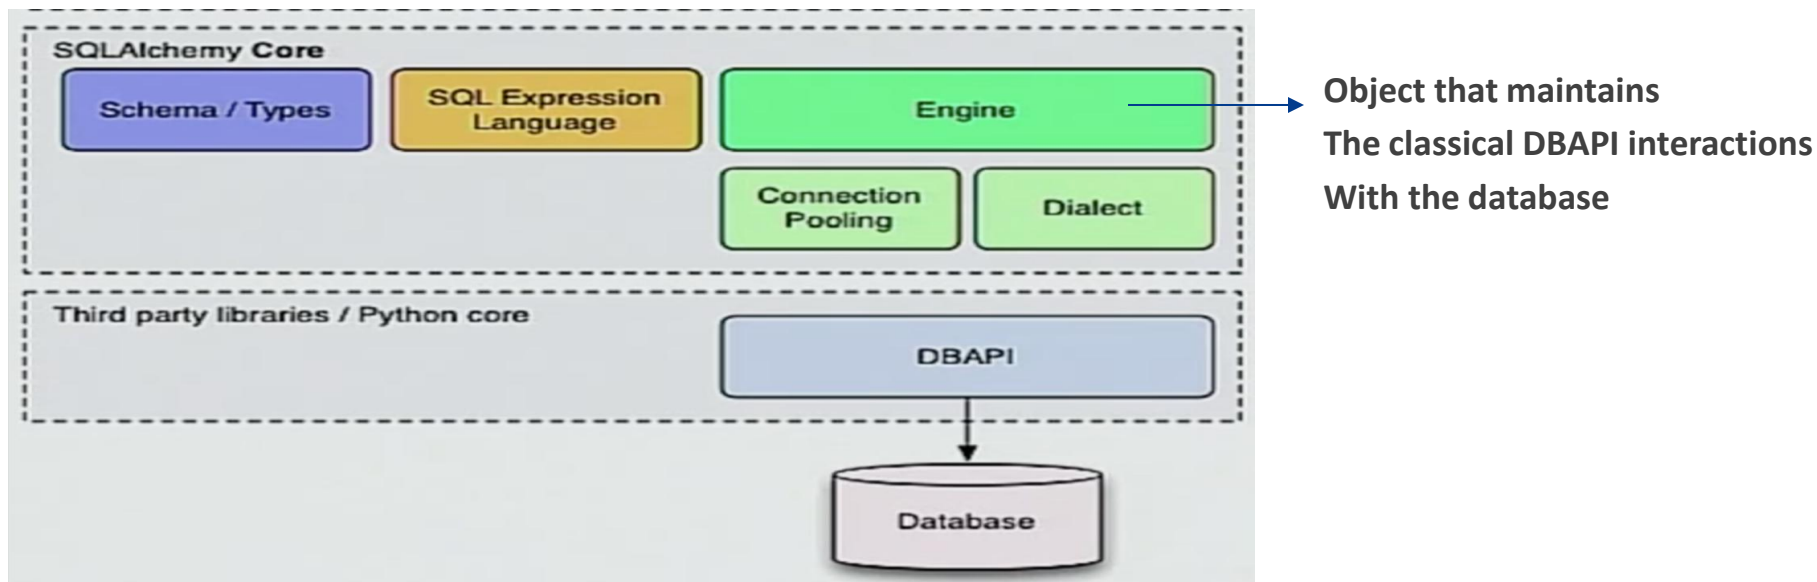 SQLAlchemy Core
Schema / Types
SQL Expression
Language
Engine
Connection
Pooling
Dialect
Object that maintains
The classical DBAPI interactions
With the database
Third party libraries / Python core
DBAPI
Database